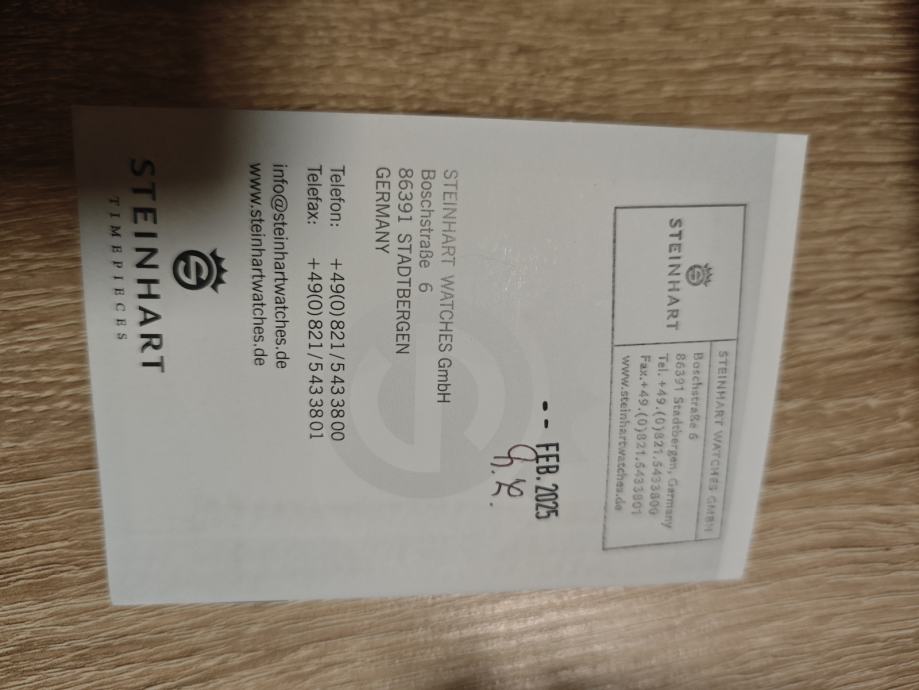 STEINHART
STEINHART WATCHES GMBH
Boschstraße 6
86391 Stadtbergen, Germany
Tel. +49.(0)821.5433800
Fax.+49.(0)821.5433801
www.steinhartwatches.de
-- FEB. 2025
STEINHART WATCHES GmbH
Boschstraße 6
86391 STADTBERGEN
GERMANY
Telefon: +49(0)821/5433800
Telefax: +49(0)821/5433801
info@steinhartwatches.de
www.steinhartwatches.de
STEINHART
TIMEPIECES